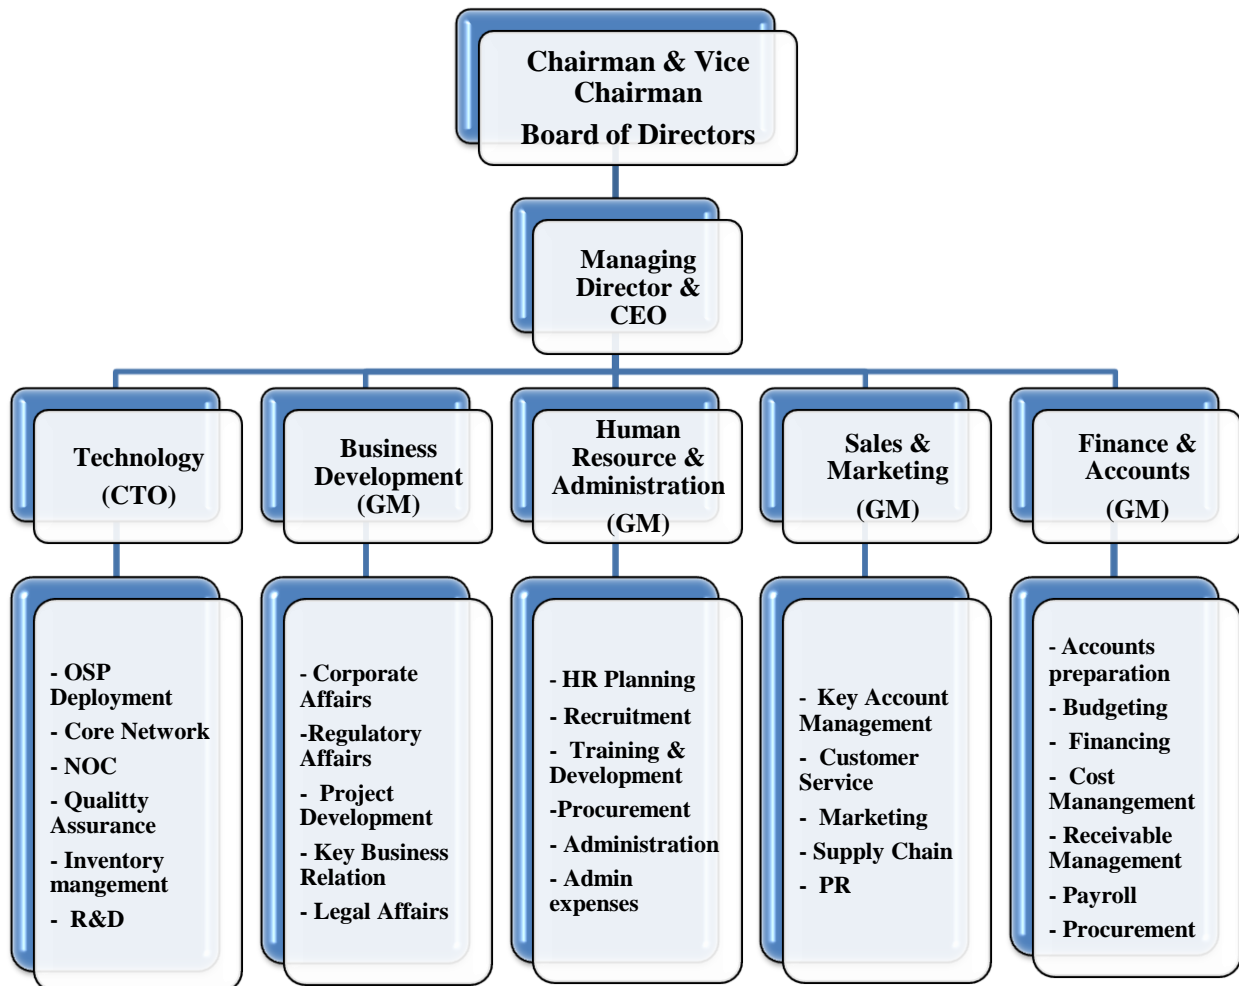 Chairman & Vice
Chairman
Board of Directors
Managing
Director &
CEO
Technology
(CTO)
Business
Development
(GM)
Human
Resource &
Administration
(GM)
Sales &
Marketing
(GM)
Finance &
Accounts
(GM)
- OSP
Deployment
- Core Network
- NOC
- Qualitty
Assurance
- Inventory
mangement
- R&D
- Corporate
Affairs
-Regulatory
Affairs
- Project
Development
- Key Business
Relation
- Legal Affairs
- HR Planning
- Recruitment
- Training &
Development
-Procurement
- Administration
- Admin
expenses
- Key Account
Management
- Customer
Service
- Marketing
- Supply Chain
- PR
- Accounts
preparation
- Budgeting
- Financing
- Cost
Manangement
- Receivable
Management
- Payroll
- Procurement